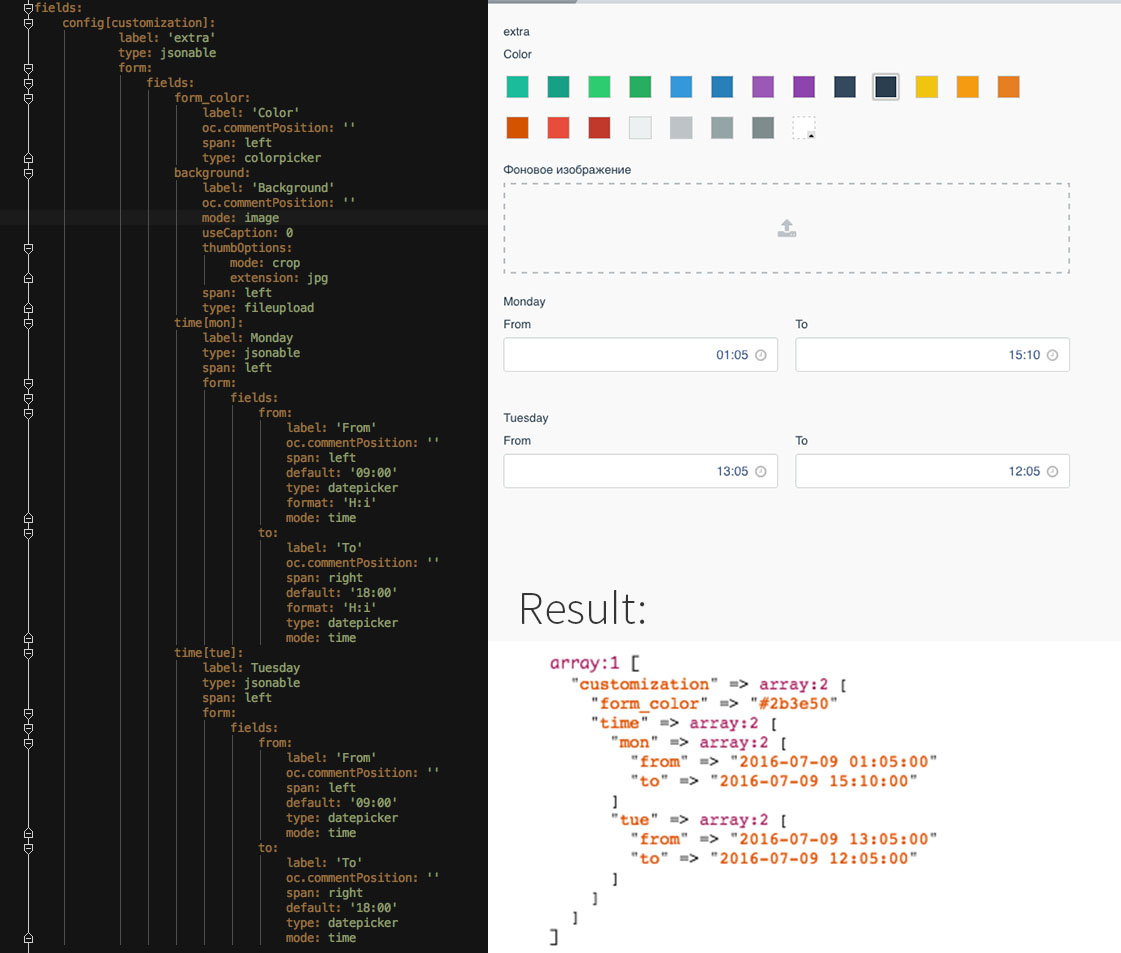 fields:
config[customization]:
label: 'extra'
type: jsonable
form:
fields:
form_color:
label: 'Color'
oc.commentPosition: ''
span: left
type: colorpicker
background:
label: 'Background'
oc.commentPosition: ''
mode: image
useCaption: 0
thumbOptions:
mode: crop
extension: jpg
span: left
type: fileupload
time[mon]:
label: Monday
type: jsonable
span: left
form:
fields:
from:
label: 'From'
oc.commentPosition: ''
span: left
default: '09:00'
type: datepicker
format: 'H:i'
mode: time
to:
label: 'To'
oc.commentPosition: ''
span: right
default: '18:00'
format: 'H:i'
type: datepicker
mode: time
time[tue]:
label: Tuesday
type: jsonable
span: left
form:
fields:
from:
label: 'From'
oc.commentPosition: ''
span: left
default: '09:00'
type: datepicker
mode: time
to:
label: 'To'
oc.commentPosition: ''
span: right
default: '18:00'
type: datepicker
mode: time
extra
Color
Фоновое изображение
Monday
From To
01:05 15:10
Tuesday
From To
13:05 12:05
Result:
array:1 [
"customization" => array:2 [
"form_color" => "#2b3e50"
"time" => array:2 [
"mon" => array:2 [
"from" => "2016-07-09 01:05:00"
"to" => "2016-07-09 15:10:00"
]
"tue" => array:2 [
"from" => "2016-07-09 13:05:00"
"to" => "2016-07-09 12:05:00"
]
]
]
]